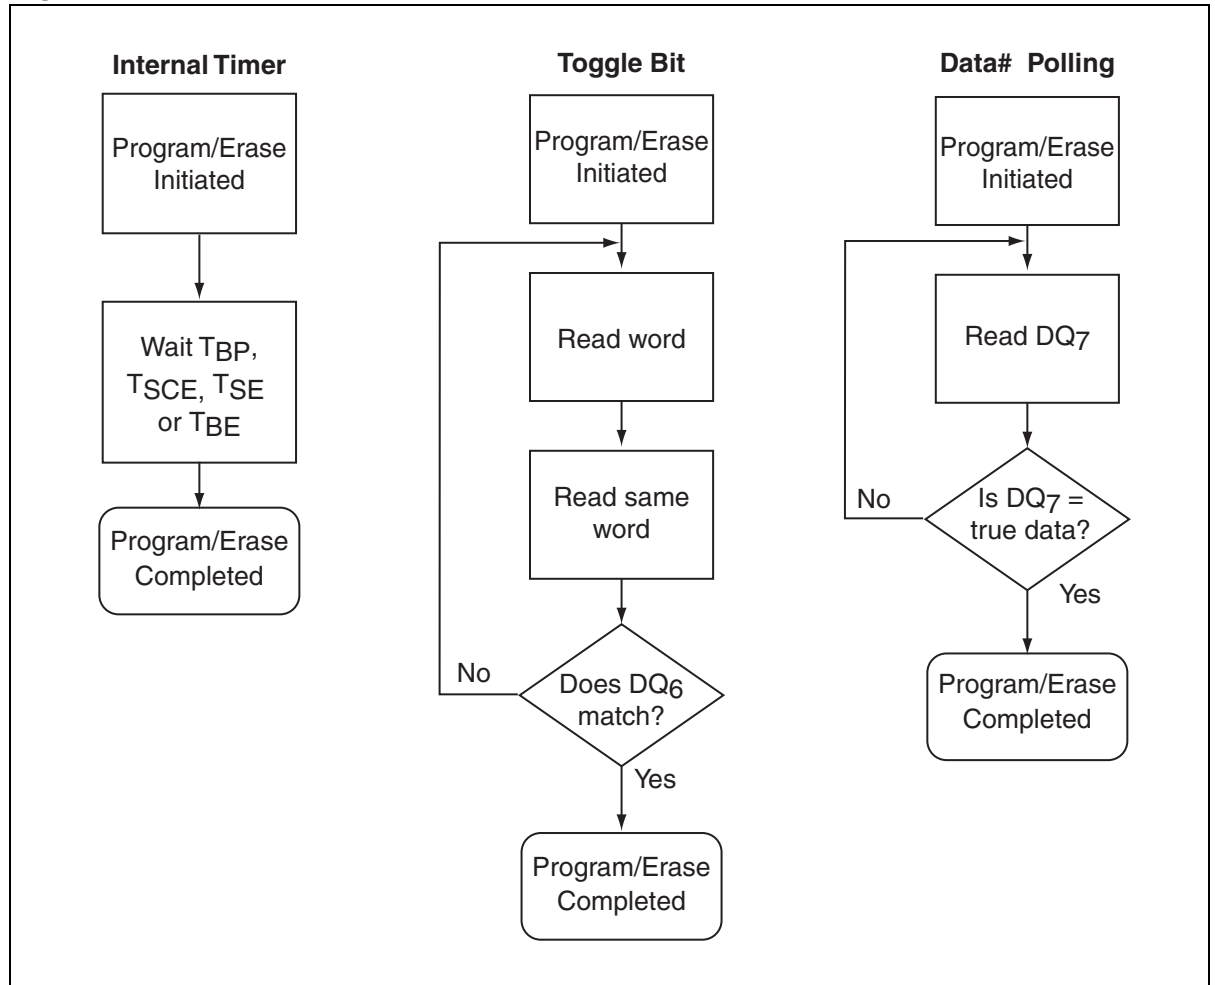 Internal Timer
Program/Erase
Initiated
Wait TBP,
TSCE, TSE
or TBE
Program/Erase
Completed
Toggle Bit
Program/Erase
Initiated
Read word
Read same
word
No
Does DQ6
match?
Yes
Program/Erase
Completed
Data# Polling
Program/Erase
Initiated
Read DQ7
No
Is DQ7 =
true data?
Yes
Program/Erase
Completed